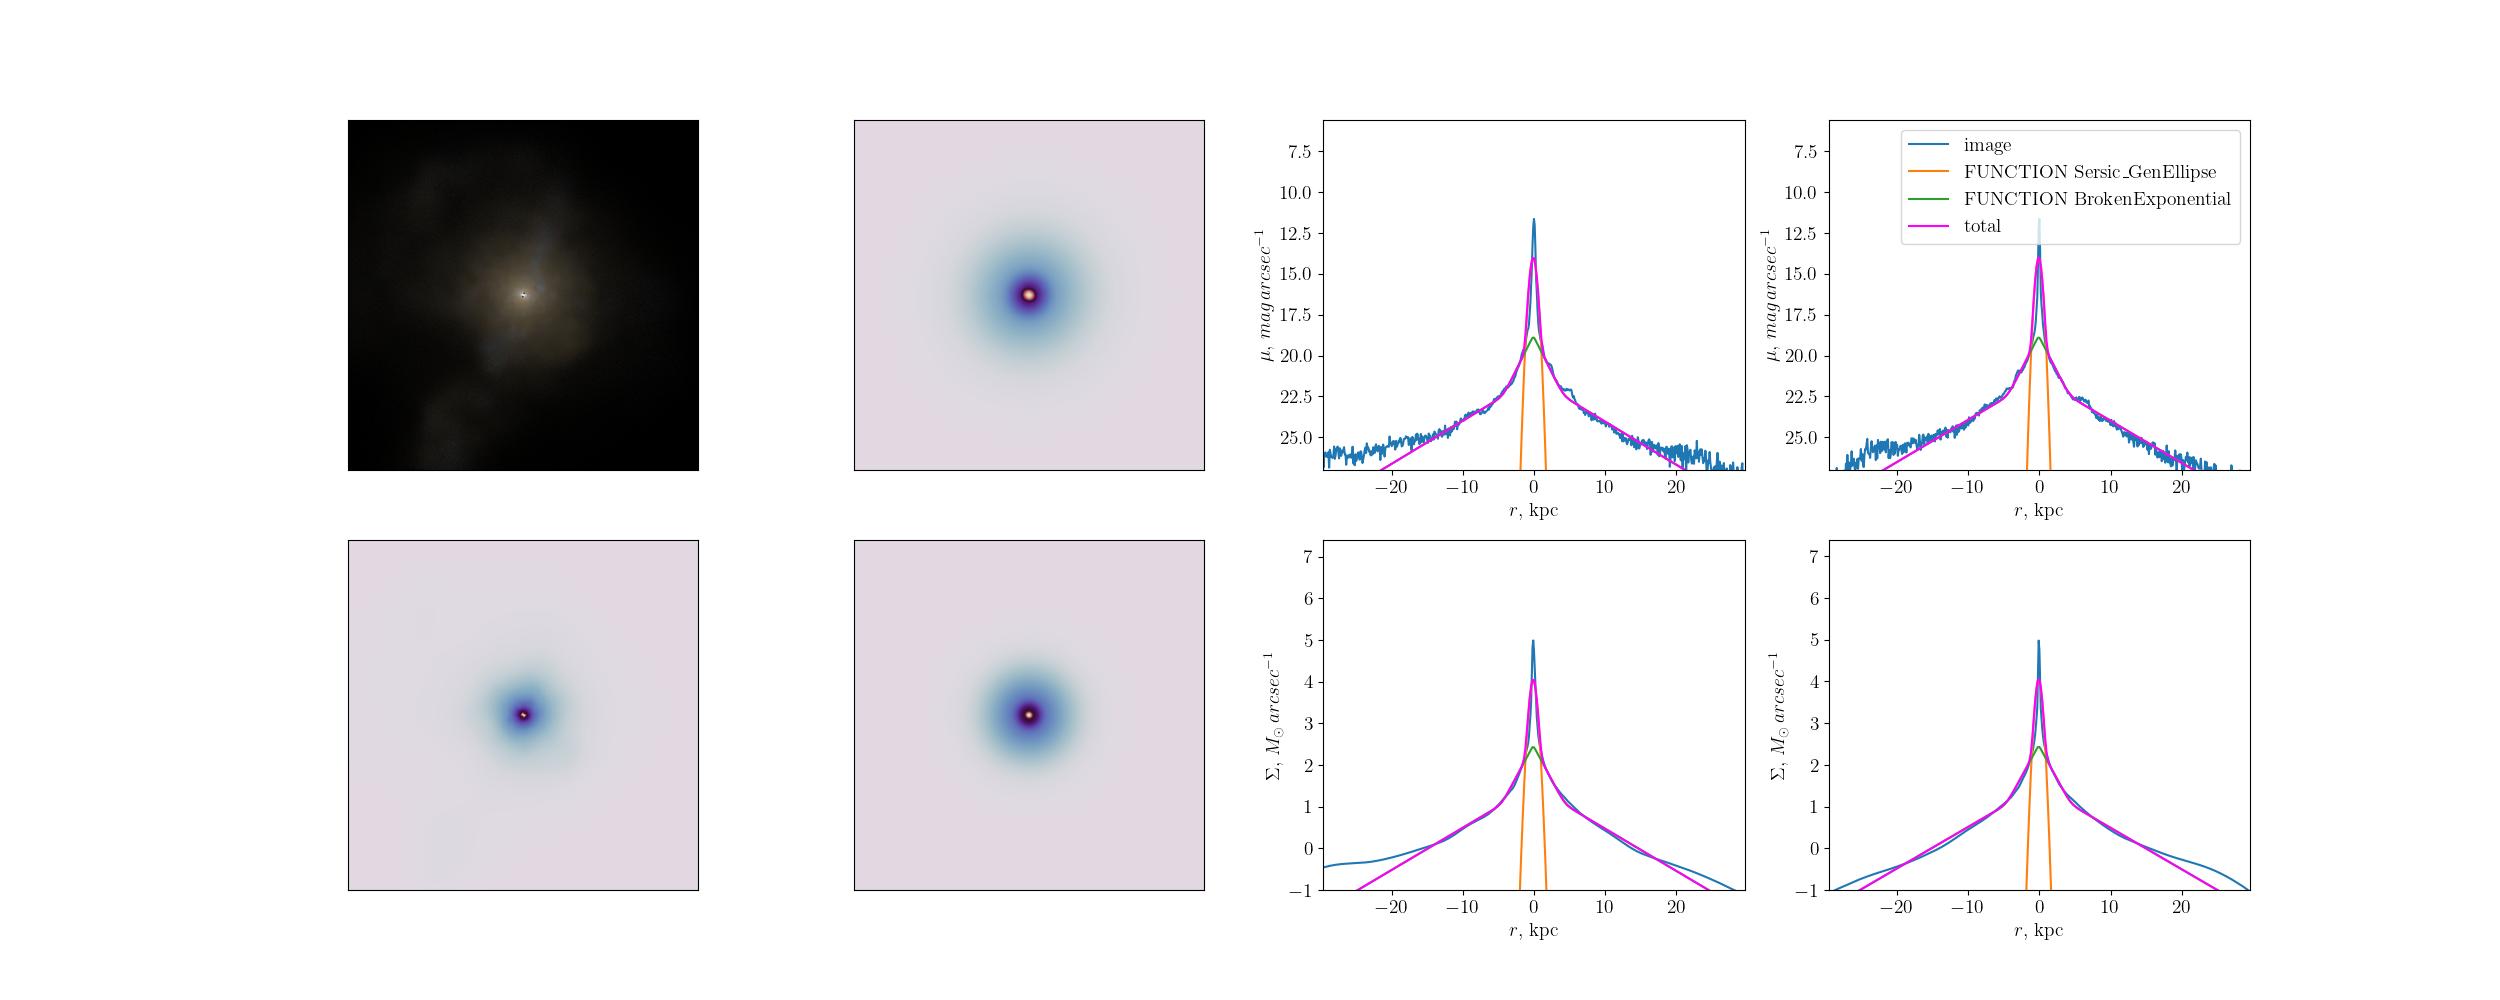 7.5
10.0
12.5
15.0
17.5
20.0
22.5
25.0
μ, mag arcsec⁻¹
−20 −10 0 10 20
r, kpc
7.5
10.0
12.5
15.0
17.5
20.0
22.5
25.0
μ, mag arcsec⁻¹
image
FUNCTION Sersic_GenEllipse
FUNCTION BrokenExponential
total
−20 −10 0 10 20
r, kpc
7
6
5
4
3
2
1
0
−1
Σ, M⊙ arcsec⁻¹
−20 −10 0 10 20
r, kpc
7
6
5
4
3
2
1
0
−1
Σ, M⊙ arcsec⁻¹
−20 −10 0 10 20
r, kpc